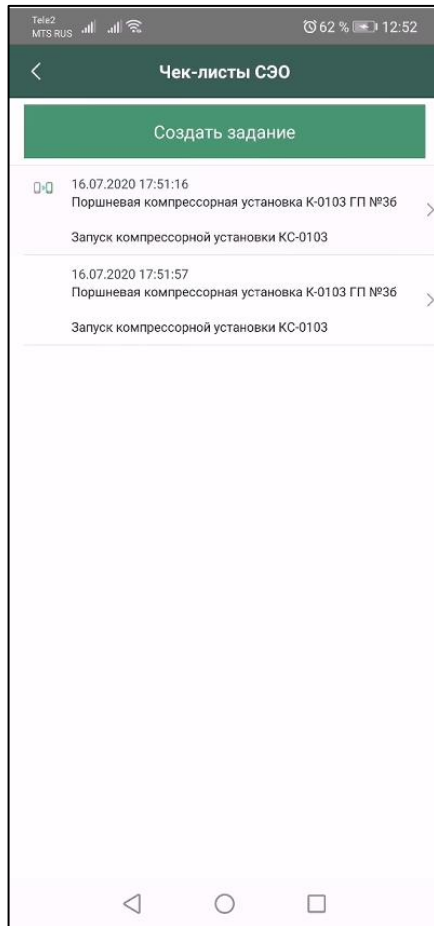 Tele2
MTS RUS
62 % 12:52
Чек-листы СЭО
Создать задание
16.07.2020 17:51:16
Поршневая компрессорная установка К-0103 ГП №3б
Запуск компрессорной установки КС-0103
16.07.2020 17:51:57
Поршневая компрессорная установка К-0103 ГП №3б
Запуск компрессорной установки КС-0103